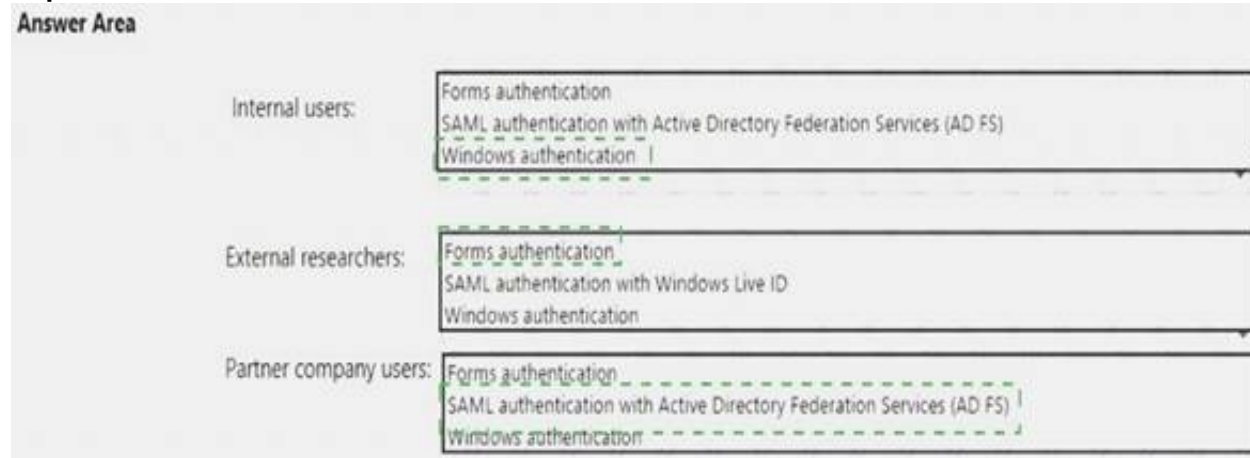 Answer Area
Internal users:
Forms authentication
SAML authentication with Active Directory Federation Services (AD FS)
Windows authentication
External researchers:
Forms authentication
SAML authentication with Windows Live ID
Windows authentication
Partner company users:
Forms authentication
SAML authentication with Active Directory Federation Services (AD FS)
Windows authentication